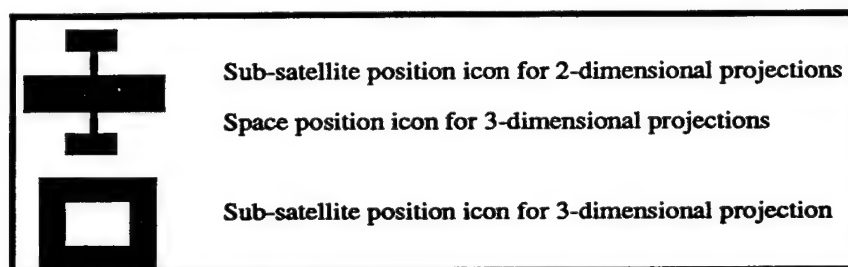 Sub-satellite position icon for 2-dimensional projections
Space position icon for 3-dimensional projections
Sub-satellite position icon for 3-dimensional projection